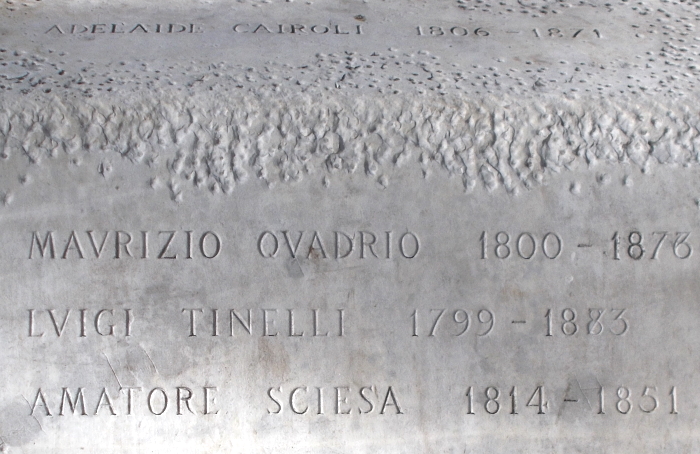 ADELAIDE CAIROLI 1806-1871
MAVRIZIO QVADRIO 1800-1876
LVIGI TINELLI 1799-1883
AMATORE SCIESA 1814-1851